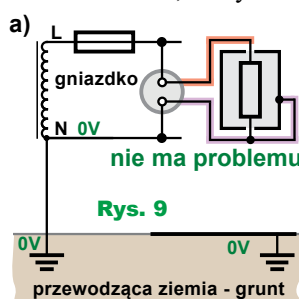 a)
L
gniazdko
N 0V
nie ma problemu
Rys. 9
0V
0V
przewodząca ziemia - grunt